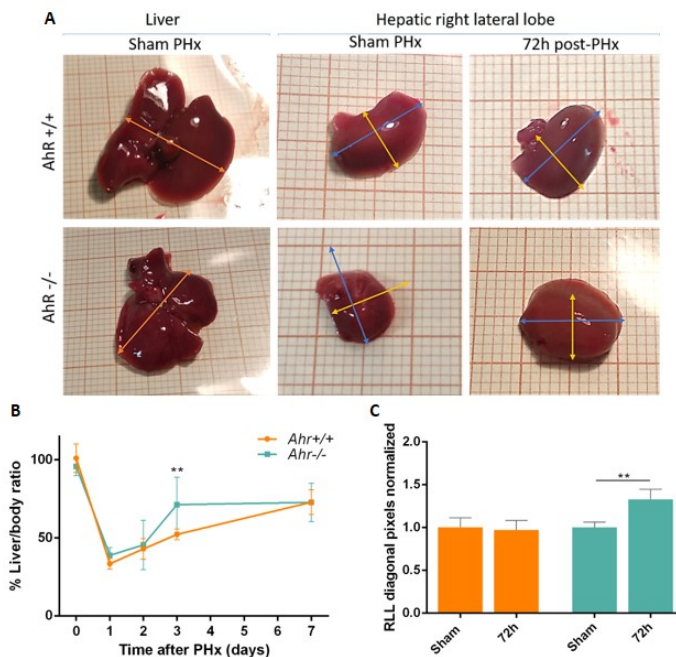 A
Liver
Hepatic right lateral lobe
Sham PHx
Sham PHx
72h post-PHx
AhR +/+
AhR -/-
B
Ahr+/+
Ahr-/-
**
100
50
0
% Liver/body ratio
0 1 2 3 4 5 6 7
Time after PHx (days)
C
2.0
1.5
1.0
0.5
0.0
RLL diagonal pixels normalized
**
Sham
72h
Sham
72h